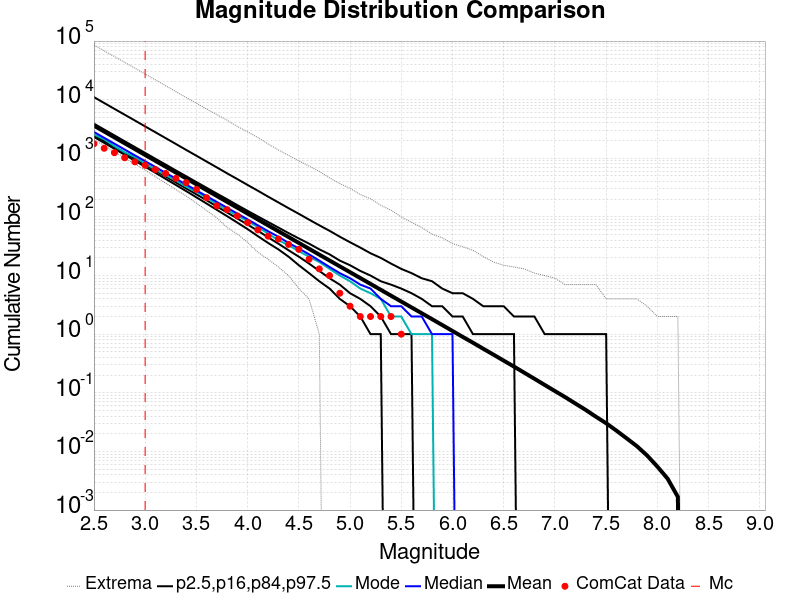 Magnitude Distribution Comparison
Cumulative Number
10^5
10^4
10^3
10^2
10^1
10^0
10^-1
10^-2
10^-3
2.5 3.0 3.5 4.0 4.5 5.0 5.5 6.0 6.5 7.0 7.5 8.0 8.5 9.0
Magnitude
Extrema p2.5,p16,p84,p97.5 Mode Median Mean ComCat Data Mc